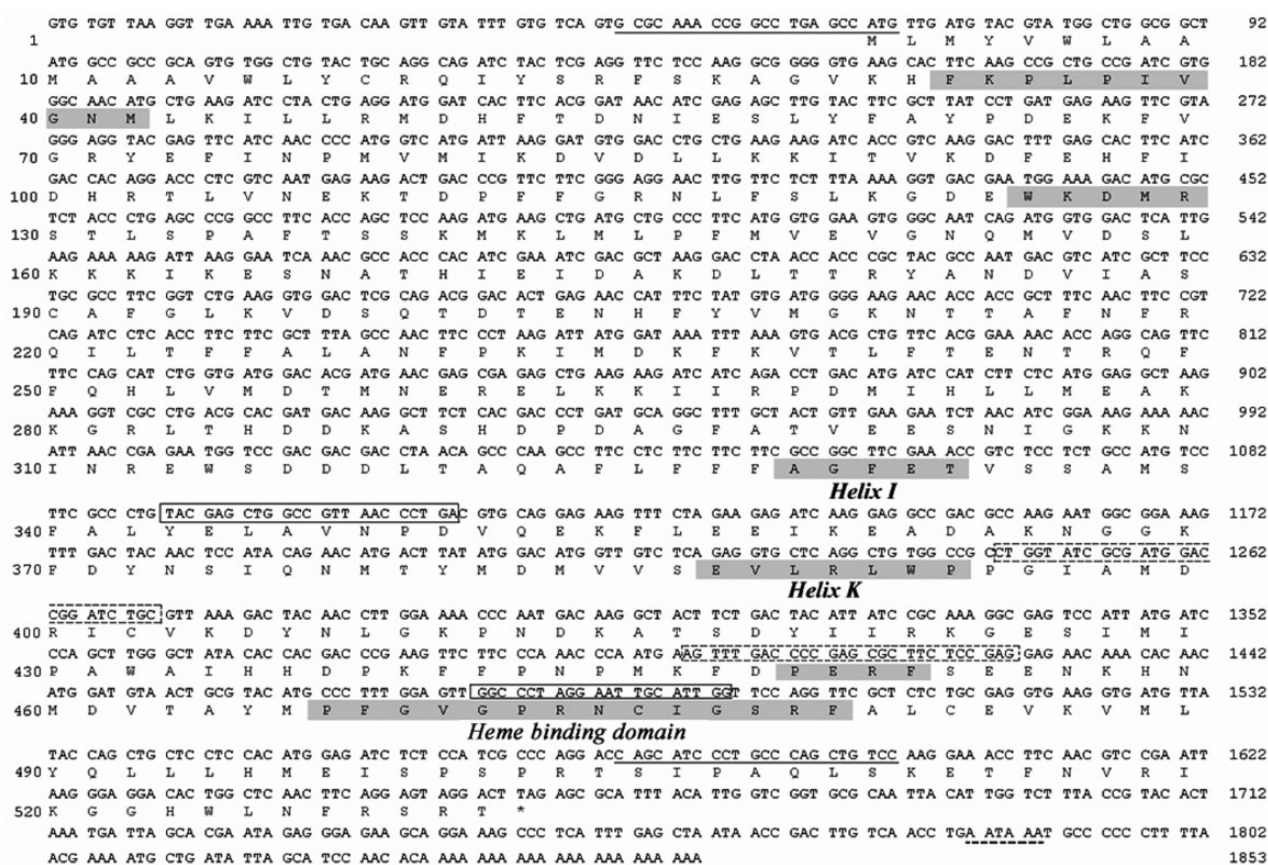 GTG TGT TAA GGT TGA AAA TTG TGA CAA GTT GTA TTT GTG TCA GTG CGC AAA CCG GCC TGA GCC ATG TTG ATG TAC GTA TGG CTG GCG GCT 92
1 M L M Y V W L A A
ATG GCC GCC GCA GTG TGG CTG TAC TGC AGG CAG ATC TAC TCG AGG TTC TCC AAG GCG GGG GTG AAG CAC TTC AAG CCG CTG CCG ATC GTG 182
10 M A A A V W L Y C R Q I Y S R F S K A G V K H F K P L P I V
GGC AAC ATG CTG AAG ATC CTA CTG AGG ATG GAT CAC TTC ACG GAT AAC ATC GAG AGC TTG TAC TTC GCT TAT CCT GAT GAG AAG TTC GTA 272
40 G N M L K I L L R M D H F T D N I E S L Y F A Y P D E K F V
GGG AGG TAC GAG TTC ATC AAC CCC ATG GTC ATG ATT AAG GAT GTG GAC CTG CTG AAG AAG ATC ACC GTC AAG GAC TTT GAG CAC TTC ATC 362
70 G R Y E F I N P M V M I K D V D L L K K I T V K D F E H F I
GAC CAC AGG ACC CTC GTC AAT GAG AAG ACT GAC CCG TTC TTC GGG AGG AAC TTG TTC TCT TTA AAA GGT GAC GAA TGG AAA GAC ATG CGC 452
100 D H R T L V N E K T D P F F G R N L F S L K G D E W K D M R
TCT ACC CTG AGC CCG GCC TTC ACC AGC TCC AAG ATG AAG CTG ATG CTG CCC TTC ATG GTG GAA GTG GGC AAT CAG ATG GTG GAC TCA TTG 542
130 S T L S P A F T S S K M K L M L P F M V E V G N Q M V D S L
AAG AAA AAG ATT AAG GAA TCA AAC GCC ACC CAC ATC GAA ATC GAC GCT AAG GAC CTA ACC ACC CGC TAC GCC AAT GAC GTC ATC GCT TCC 632
160 K K K I K E S N A T H I E I D A K D L T T R Y A N D V I A S
TGC GCC TTC GGT CTG AAG GTG GAC TCG CAG ACG GAC ACT GAG AAC CAT TTC TAT GTG ATG GGG AAG AAC ACC ACC GCT TTC AAC TTC CGT 722
190 C A F G L K V D S Q T D T E N H F Y V M G K N T T A F N F R
CAG ATC CTC ACC TTC TTC GCT TTA GCC AAC TTC CCT AAG ATT ATG GAT AAA TTT AAA GTG ACG CTG TTC ACG GAA AAC ACC AGG CAG TTC 812
220 Q I L T F F A L A N F P K I M D K F K V T L F T E N T R Q F
TTC CAG CAT CTG GTG ATG GAC ACG ATG AAC GAG CGA GAG CTG AAG AAG ATC ATC AGA CCT GAC ATG ATC CAT CTT CTC ATG GAG GCT AAG 902
250 F Q H L V M D T M N E R E L K K I I R P D M I H L L M E A K
AAA GGT CGC CTG ACG CAC GAT GAC AAG GCT TCT CAC GAC CCT GAT GCA GGC TTT GCT ACT GTT GAA GAA TCT AAC ATC GGA AAG AAA AAC 992
280 K G R L T H D D K A S H D P D A G F A T V E E S N I G K K N
ATT AAC CGA GAA TGG TCC GAC GAC GAC CTA ACA GCC CAA GCC TTC CTC TTC TTC TTC GCC GGC TTC GAA ACC GTC TCC TCT GCC ATG TCC 1082
310 I N R E W S D D D L T A Q A F L F F F A G F E T V S S A M S
Helix I
TTC GCC CTG TAC GAG CTG GCC GTT AAC CCT GAC GTG CAG GAG AAG TTT CTA GAA GAG ATC AAG GAG GCC GAC GCC AAG AAT GGC GGA AAG 1172
340 F A L Y E L A V N P D V Q E K F L E E I K E A D A K N G G K
TTT GAC TAC AAC TCC ATA CAG AAC ATG ACT TAT ATG GAC ATG GTT GTC TCA GAG GTG CTC AGG CTG TGG CCG CCT GGT ATC GCG ATG GAC 1262
370 F D Y N S I Q N M T Y M D M V V S E V L R L W P P G I A M D
Helix K
CGG ATC TGC GTT AAA GAC TAC AAC CTT GGA AAA CCC AAT GAC AAG GCT ACT TCT GAC TAC ATT ATC CGC AAA GGC GAG TCC ATT ATG ATC 1352
400 R I C V K D Y N L G K P N D K A T S D Y I I R K G E S I M I
CCA GCT TGG GCT ATA CAC CAC GAC CCG AAG TTC TTC CCA AAC CCA ATG AAG TTT GAC CCC GAG CGC TTC TCC GAG GAG AAC AAA CAC AAC 1442
430 P A W A I H H D P K F F P N P M K F D P E R F S E E N K H N
ATG GAT GTA ACT GCG TAC ATG CCC TTT GGA GTT GGC CCT AGG AAT TGC ATT GGT TCC AGG TTC GCT CTC TGC GAG GTG AAG GTG ATG TTA 1532
460 M D V T A Y M P F G V G P R N C I G S R F A L C E V K V M L
Heme binding domain
TAC CAG CTG CTC CTC CAC ATG GAG ATC TCT CCA TCG CCC AGG ACC AGC ATC CCT GCC CAG CTG TCC AAG GAA ACC TTC AAC GTC CGA ATT 1622
490 Y Q L L L H M E I S P S P R T S I P A Q L S K E T F N V R I
AAG GGA GGA CAC TGG CTC AAC TTC AGG AGT AGG ACT TAG AGC GCA TTT ACA TTG GTC GGT GCG CAA TTA CAT TGG TCT TTA CCG TAC ACT 1712
520 K G G H W L N F R S R T *
AAA TGA TTA GCA CGA ATA GAG GGA GAA GCA GGA AAG CCC TCA TTT GAG CTA ATA ACC GAC TTG TCA ACC TGA ATA AAT GCC CCC CTT TTA 1802
ACG AAA ATG CTG ATA TTA GCA TCC AAC ACA AAA AAA AAA AAA AAA AAA AAA 1853